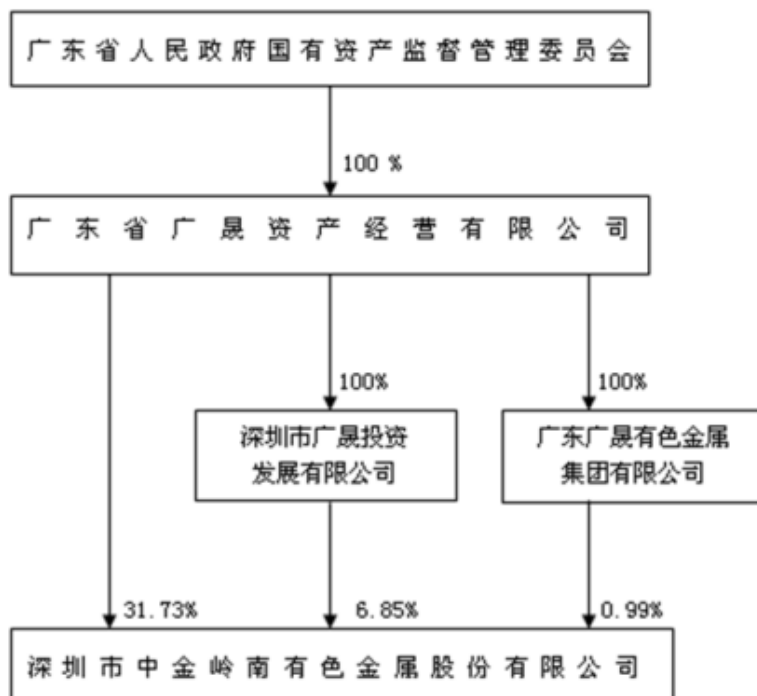 广东省人民政府国有资产监督管理委员会
100 %
广东省广晟资产经营有限公司
100%
100%
深圳市广晟投资
发展有限公司
广东广晟有色金属
集团有限公司
31.73%
6.85%
0.99%
深圳市中金岭南有色金属股份有限公司